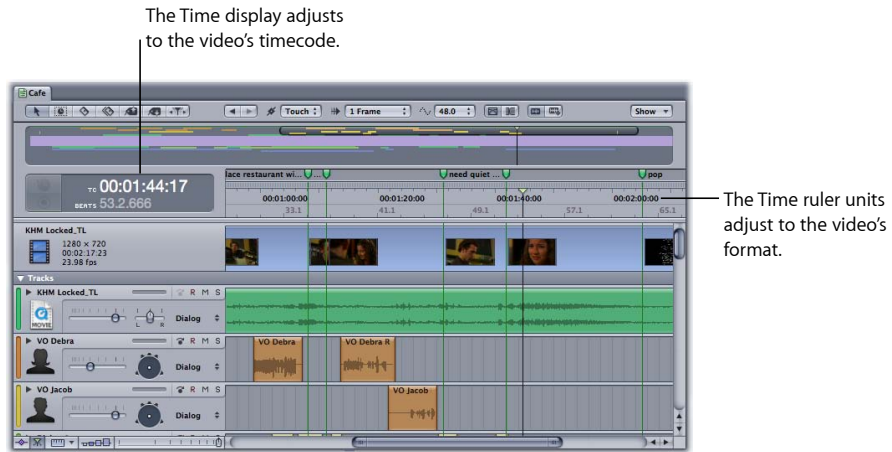 The Time display adjusts
to the video's timecode.
Cafe
Touch
1 Frame
48.0
Show
TC 00:01:44:17
BEATS 53.2.666
lace restaurant wi... ...
need quiet ...
pop
00:01:00:00 00:01:20:00 00:01:40:00 00:02:00:00
33.1 41.1 49.1 57.1 65.1
The Time ruler units
adjust to the video's
format.
KHM Locked_TL
1280 × 720
00:02:17:23
23.98 fps
Tracks
KHM Locked_TL R M S
MOVIE
L R
Dialog
VO Debra R M S
Dialog
VO Debra
VO Debra R
VO Jacob R M S
Dialog
VO Jacob